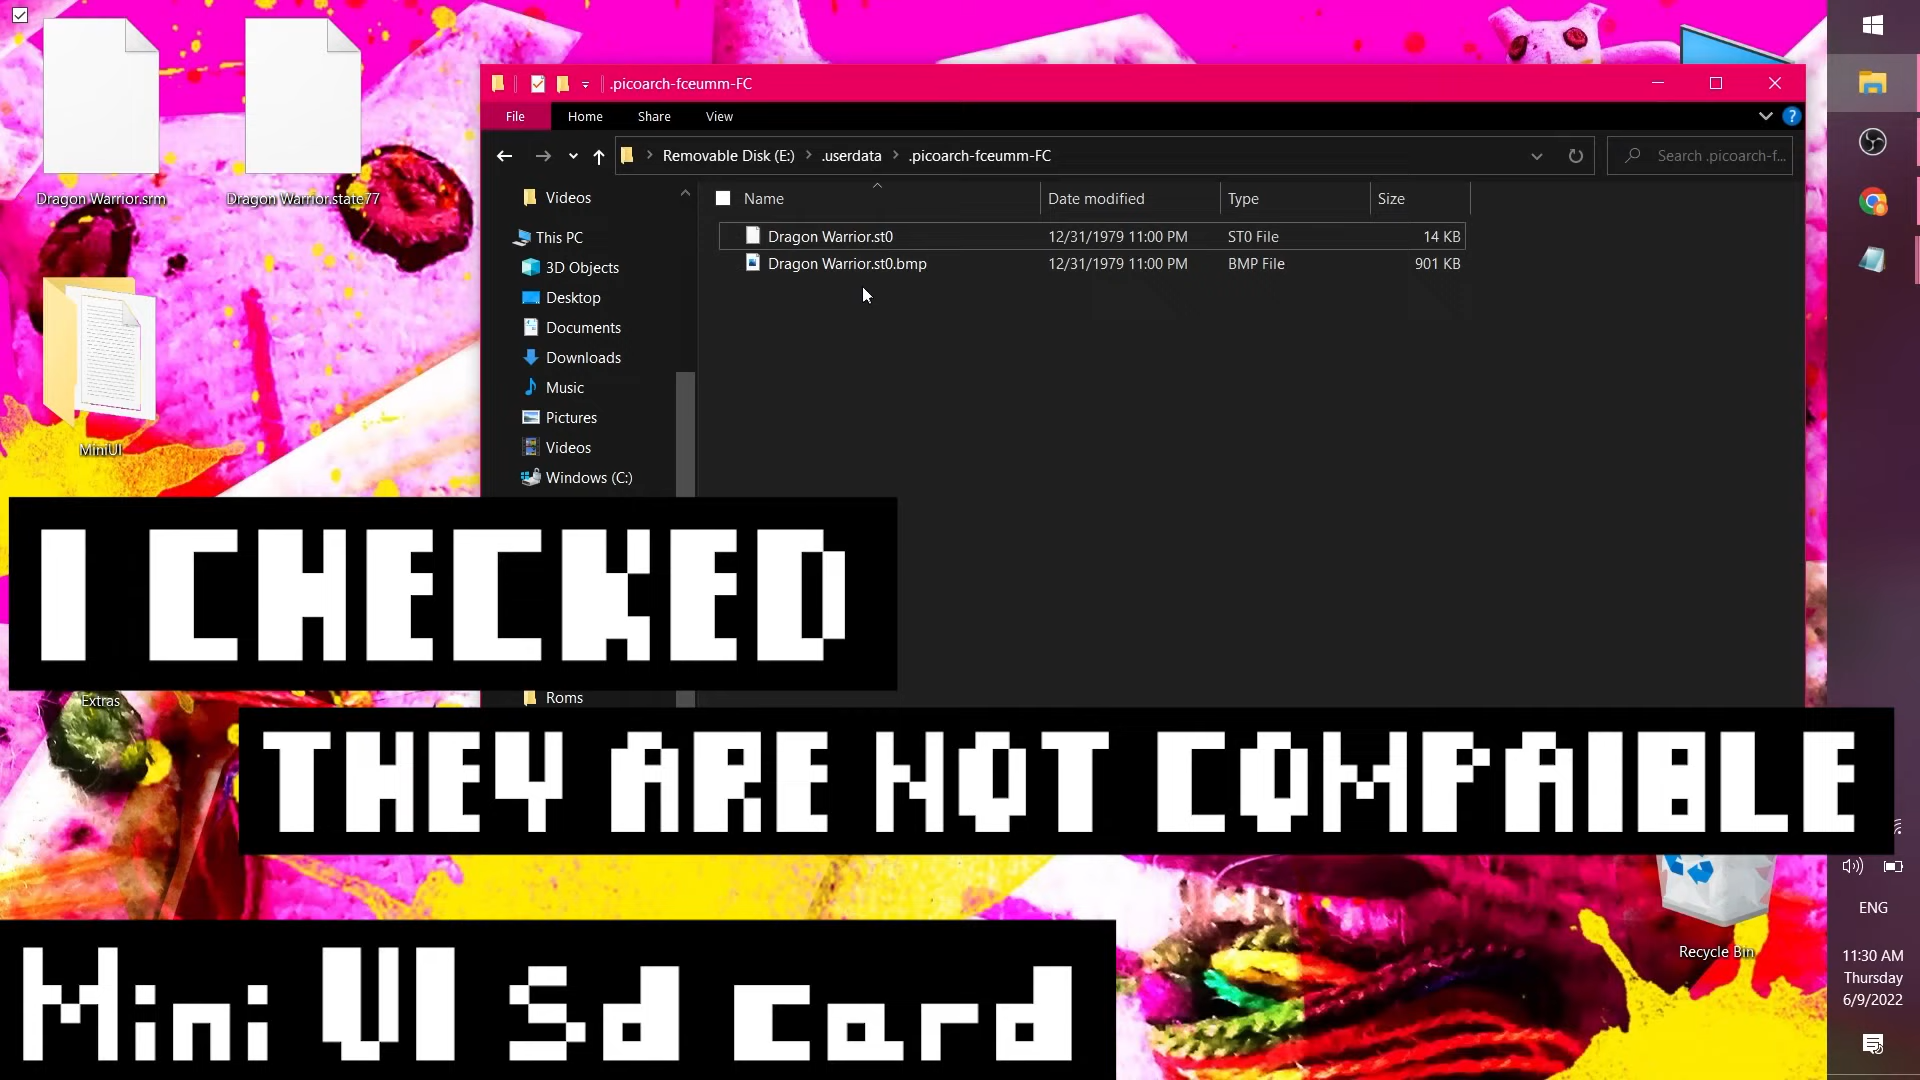 Dragon Warrior.srm
Dragon Warrior.state77
MiniUI
Extras
.picoarch-fceumm-FC
File Home Share View
Removable Disk (E:) .userdata .picoarch-fceumm-FC
Search .picoarch-f...
Videos
This PC
3D Objects
Desktop
Documents
Downloads
Music
Pictures
Videos
Windows (C:)
Roms
Name Date modified Type Size
Dragon Warrior.st0 12/31/1979 11:00 PM ST0 File 14 KB
Dragon Warrior.st0.bmp 12/31/1979 11:00 PM BMP File 901 KB
I CHECKED
THEY ARE NOT COMPAIBLE
Mini UI Sd Card
Recycle Bin
ENG
11:30 AM
Thursday
6/9/2022